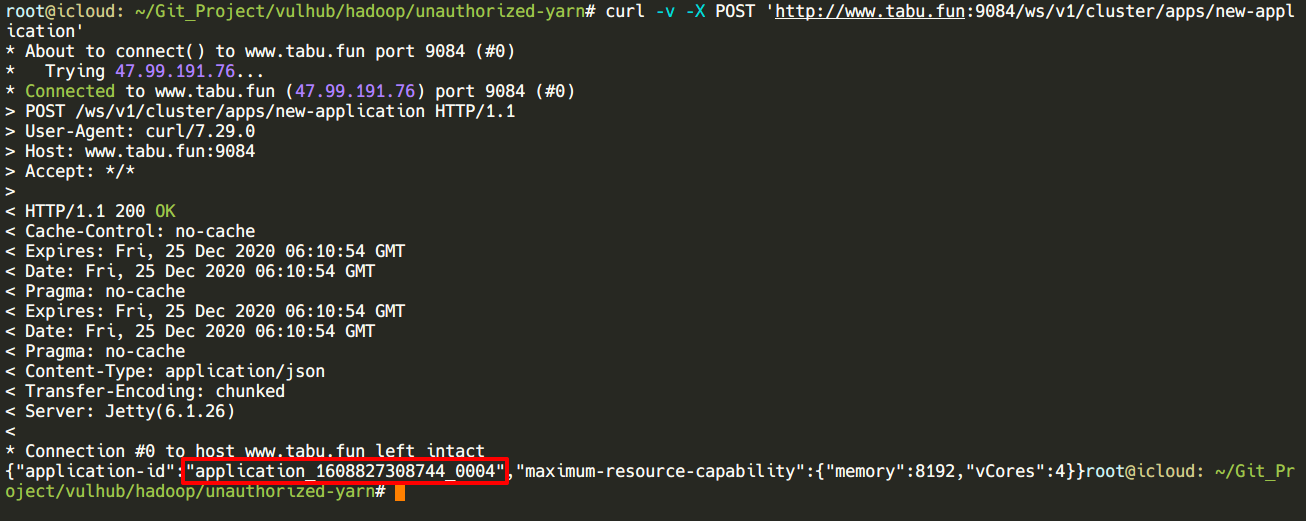 root@icloud: ~/Git_Project/vulhub/hadoop/unauthorized-yarn# curl -v -X POST 'http://www.tabu.fun:9084/ws/v1/cluster/apps/new-appl
ication'
* About to connect() to www.tabu.fun port 9084 (#0)
*   Trying 47.99.191.76...
* Connected to www.tabu.fun (47.99.191.76) port 9084 (#0)
> POST /ws/v1/cluster/apps/new-application HTTP/1.1
> User-Agent: curl/7.29.0
> Host: www.tabu.fun:9084
> Accept: */*
>
< HTTP/1.1 200 OK
< Cache-Control: no-cache
< Expires: Fri, 25 Dec 2020 06:10:54 GMT
< Date: Fri, 25 Dec 2020 06:10:54 GMT
< Pragma: no-cache
< Expires: Fri, 25 Dec 2020 06:10:54 GMT
< Date: Fri, 25 Dec 2020 06:10:54 GMT
< Pragma: no-cache
< Content-Type: application/json
< Transfer-Encoding: chunked
< Server: Jetty(6.1.26)
<
* Connection #0 to host www.tabu.fun left intact
{"application-id":"application_1608827308744_0004","maximum-resource-capability":{"memory":8192,"vCores":4}}root@icloud: ~/Git_Pr
oject/vulhub/hadoop/unauthorized-yarn#